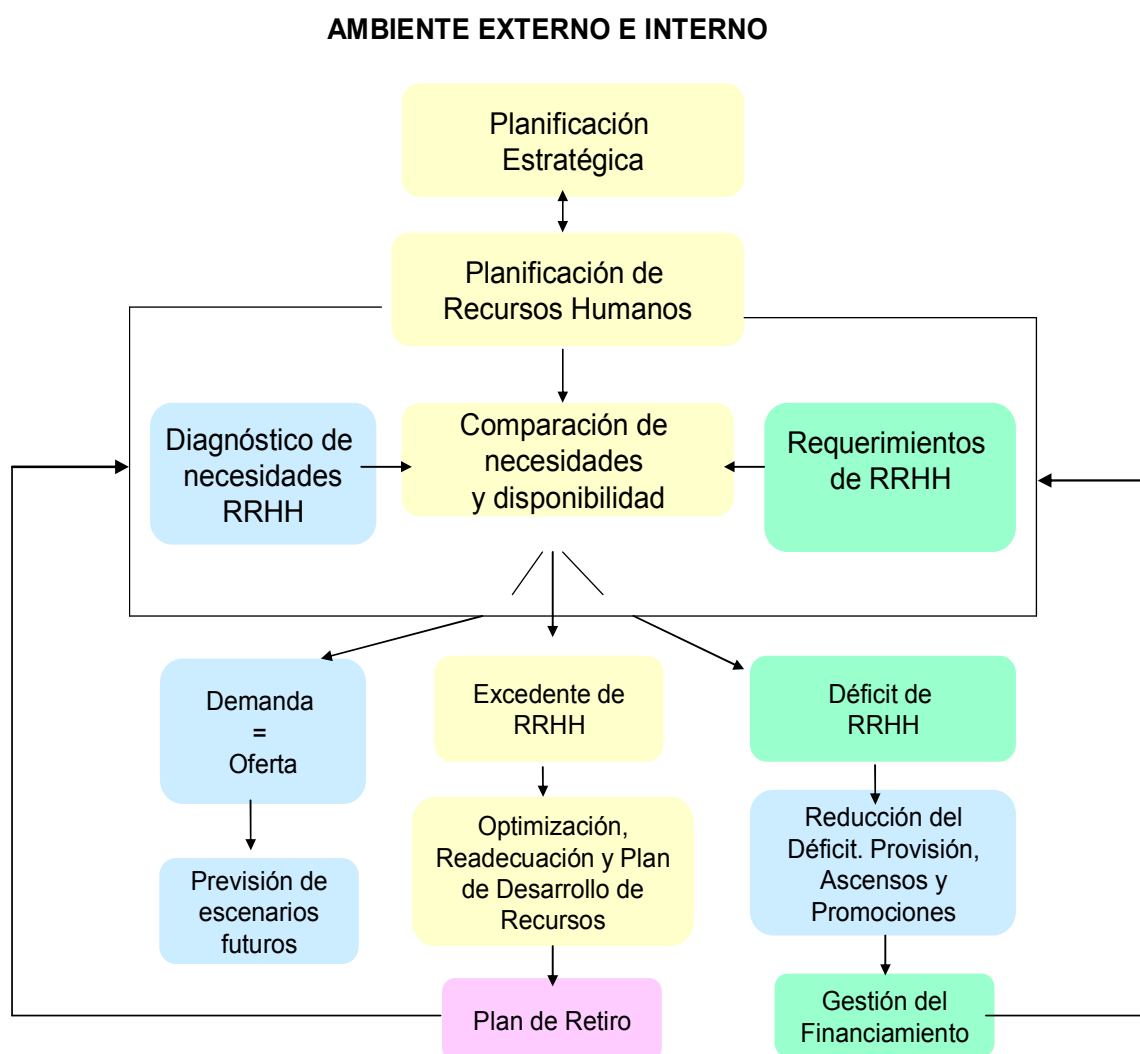 AMBIENTE EXTERNO E INTERNO
Planificación
Estratégica
Planificación de
Recursos Humanos
Diagnóstico de
necesidades
RRHH
Comparación de
necesidades
y disponibilidad
Requerimientos
de RRHH
Demanda
=
Oferta
Excedente de
RRHH
Déficit de
RRHH
Previsión de
escenarios
futuros
Optimización,
Readecuación y Plan
de Desarrollo de
Recursos
Reducción del
Déficit. Provisión,
Ascensos y
Promociones
Plan de Retiro
Gestión del
Financiamiento